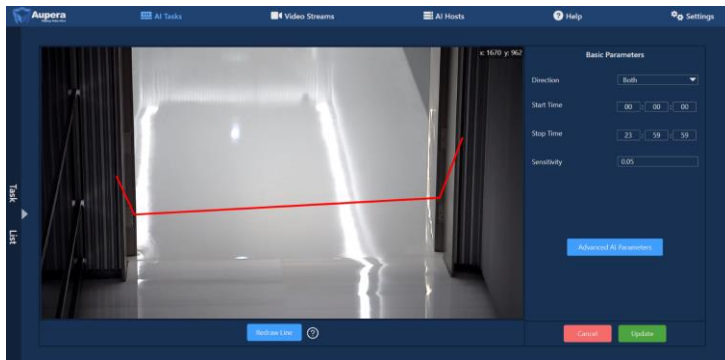 Aupera
AI Tasks
Video Streams
AI Hosts
Help
Settings
x: 1670 y: 962
Basic Parameters
Direction
Both
Start Time
00 : 00 : 00
Stop Time
23 : 59 : 59
Sensitivity
0.05
Advanced AI Parameters
Task List
Redraw Line
?
Cancel
Update